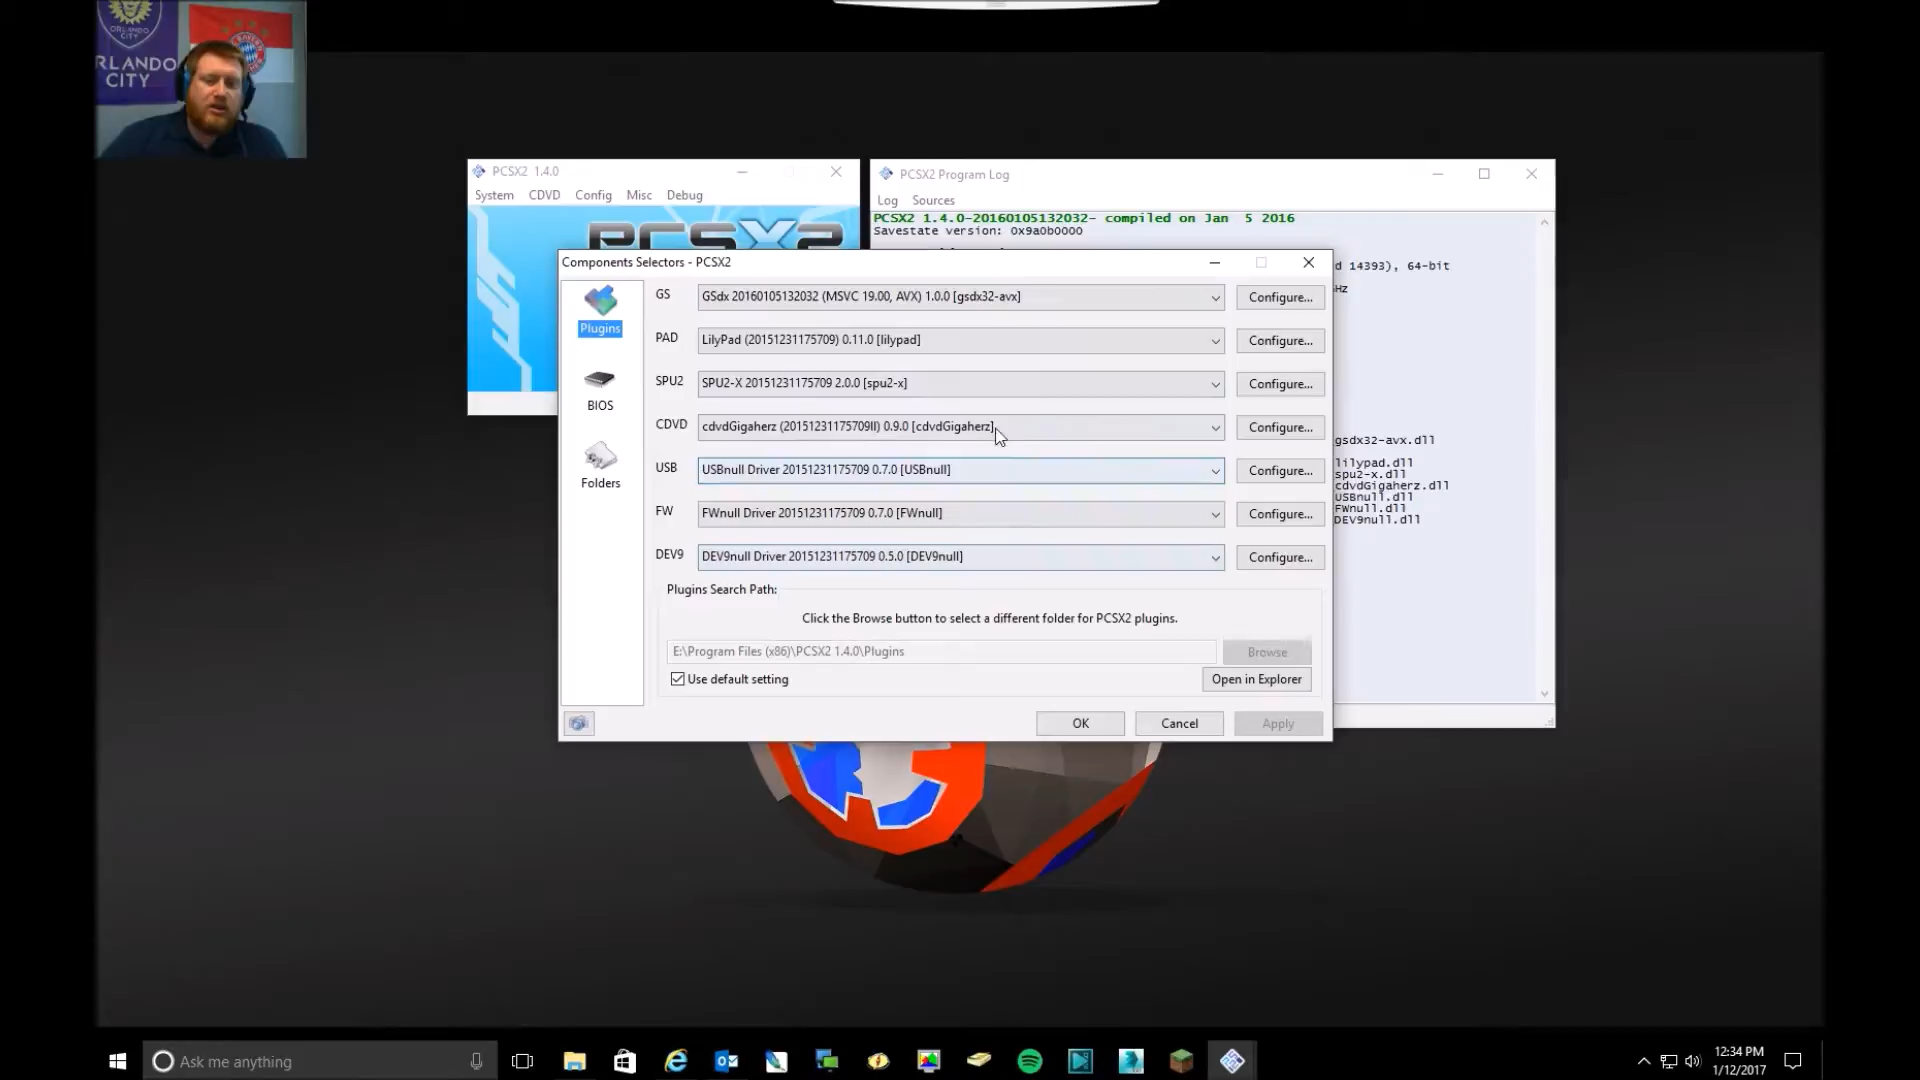 ORLANDO
CITY
RLANDO
CITY
PCSX2 1.4.0
System CDVD Config Misc Debug
PCSX2
PCSX2 Program Log
Log Sources
PCSX2 1.4.0-20160105132032- compiled on Jan 5 2016
Savestate version: 0x9a0b0000
d 14393), 64-bit
Hz
gsdx32-avx.dll
lilypad.dll
spu2-x.dll
cdvdGigaherz.dll
USBnull.dll
FWnull.dll
DEV9null.dll
Components Selectors - PCSX2
Plugins
BIOS
Folders
GS GSdx 20160105132032 (MSVC 19.00, AVX) 1.0.0 [gsdx32-avx] Configure...
PAD LilyPad (20151231175709) 0.11.0 [lilypad] Configure...
SPU2 SPU2-X 20151231175709 2.0.0 [spu2-x] Configure...
CDVD cdvdGigaherz (20151231175709II) 0.9.0 [cdvdGigaherz] Configure...
USB USBnull Driver 20151231175709 0.7.0 [USBnull] Configure...
FW FWnull Driver 20151231175709 0.7.0 [FWnull] Configure...
DEV9 DEV9null Driver 20151231175709 0.5.0 [DEV9null] Configure...
Plugins Search Path:
Click the Browse button to select a different folder for PCSX2 plugins.
E:\Program Files (x86)\PCSX2 1.4.0\Plugins Browse
Use default setting Open in Explorer
OK Cancel Apply
Ask me anything
12:34 PM
1/12/2017